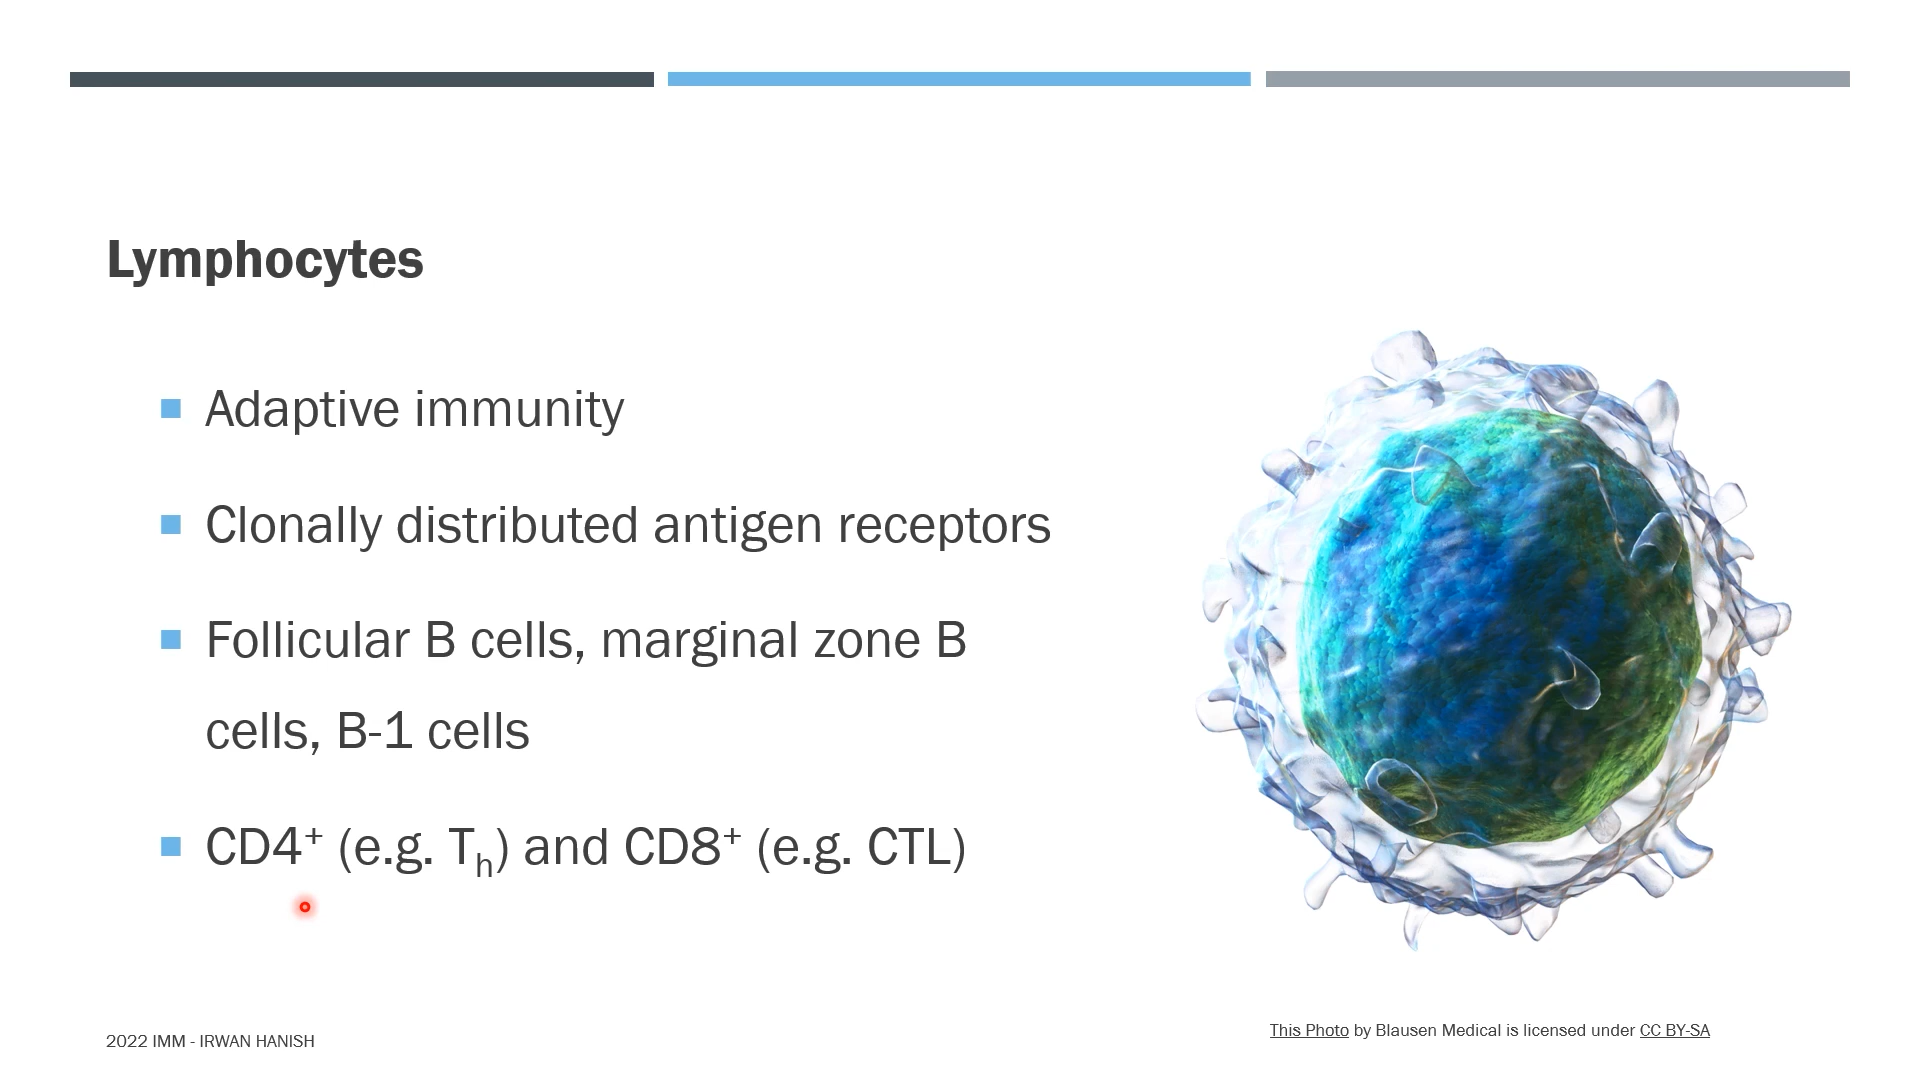 Lymphocytes
Adaptive immunity
Clonally distributed antigen receptors
Follicular B cells, marginal zone B
cells, B-1 cells
CD4⁺ (e.g. Tₕ) and CD8⁺ (e.g. CTL)
2022 IMM - IRWAN HANISH
This Photo by Blausen Medical is licensed under CC BY-SA